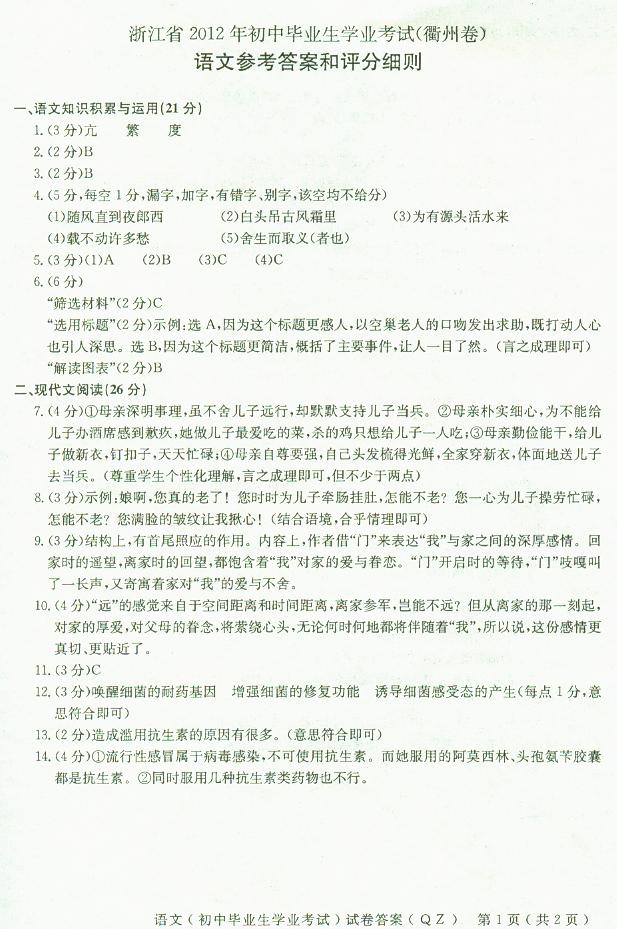 浙江省 2012 年初中毕业生学业考试(衢州卷)
语文参考答案和评分细则
一、语文知识积累与运用(21 分)
1.(3 分)亢 繁 度
2.(2 分)B
3.(2 分)B
4.(5 分,每空 1 分,漏字,加字,有错字、别字,该空均不给分)
(1)随风直到夜郎西 (2)白头吊古风霜里 (3)为有源头活水来
(4)载不动许多愁 (5)舍生而取义(者也)
5.(3 分)(1)A (2)B (3)C (4)C
6.(6 分)
“筛选材料”(2 分)C
“选用标题”(2 分)示例:选 A,因为这个标题更感人,以空巢老人的口吻发出求助,既打动人心
也引人深思。选 B,因为这个标题更简洁,概括了主要事件,让人一目了然。(言之成理即可)
“解读图表”(2 分)B
二、现代文阅读(26 分)
7.(4 分)①母亲深明事理,虽不舍儿子远行,却默默支持儿子当兵。②母亲朴实细心,为不能给
儿子办酒席感到歉疚,她做儿子最爱吃的菜,杀的鸡只想给儿子一人吃;③母亲勤俭能干,给儿
子做新衣,钉扣子,天天忙碌;④母亲自尊要强,自己头发梳得光鲜,全家穿新衣,体面地送儿子
去当兵。(尊重学生个性化理解,言之成理即可,但不少于两点)
8.(3 分)示例:娘啊,您真的老了！您时时为儿子牵肠挂肚,怎能不老？您一心为儿子操劳忙碌,
怎能不老？您满脸的皱纹让我揪心！(结合语境,合乎情理即可)
9.(3 分)结构上,有首尾照应的作用。内容上,作者借“门”来表达“我”与家之间的深厚感情。回
家时的遥望,离家时的回望,都饱含着“我”对家的爱与眷恋。“门”开启时的等待,“门”吱嘎叫
了一长声,又寄寓着家对“我”的爱与不舍。
10.(4 分)“远”的感觉来自于空间距离和时间距离,离家参军,岂能不远？但从离家的那一刻起,
对家的厚爱,对父母的眷念,将萦绕心头,无论何时何地都将伴随着“我”,所以说,这份感情更
真切、更贴近了。
11.(3 分)C
12.(3 分)唤醒细菌的耐药基因 增强细菌的修复功能 诱导细菌感受态的产生(每点 1 分,意
思符合即可)
13.(2 分)造成滥用抗生素的原因有很多。(意思符合即可)
14.(4 分)①流行性感冒属于病毒感染,不可使用抗生素。而她服用的阿莫西林、头孢氨苄胶囊
都是抗生素。②同时服用几种抗生素类药物也不行。
语文(初中毕业生学业考试)试卷答案(QZ) 第 1 页(共 2 页)